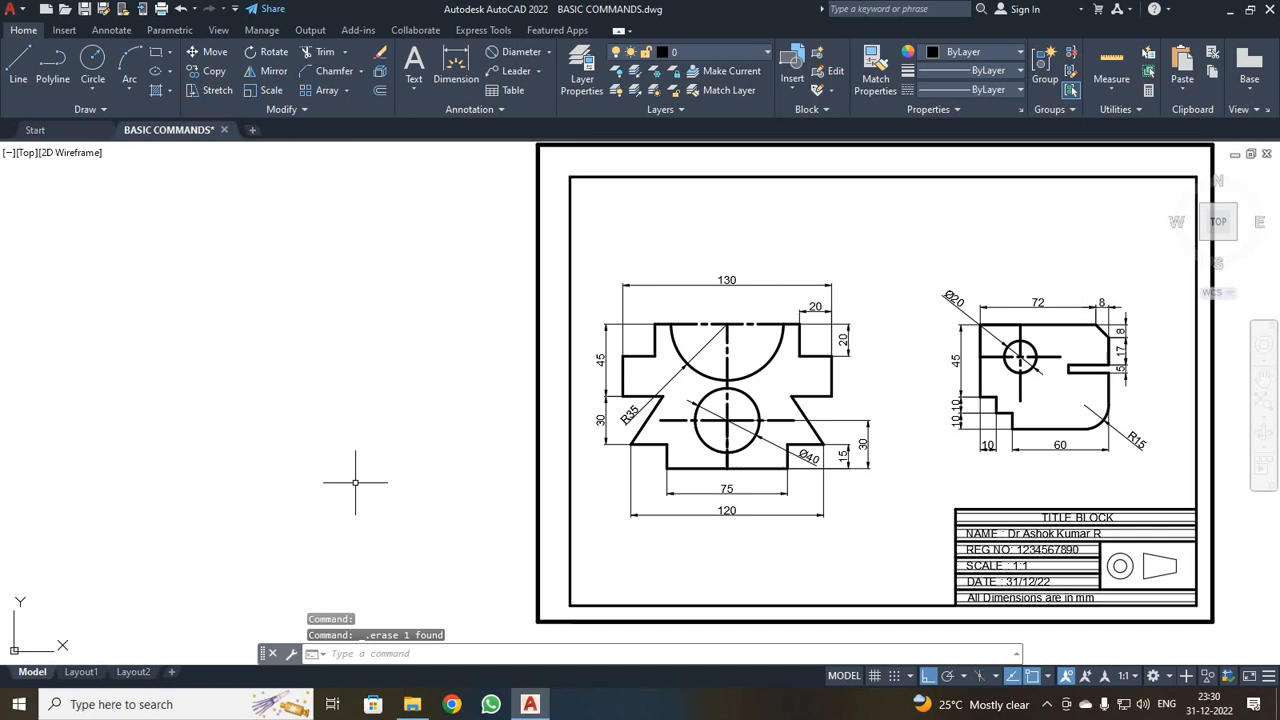 Share
Autodesk AutoCAD 2022 BASIC COMMANDS.dwg
Type a keyword or phrase
Sign In
Home Insert Annotate Parametric View Manage Output Add-ins Collaborate Express Tools Featured Apps
Line
Polyline
Circle
Arc
Move
Rotate
Trim
Copy
Mirror
Fillet
Chamfer
Stretch
Scale
Array
Text
Dimension
Diameter
Leader
Table
Layer
Properties
0
Make Current
Match Layer
Insert
Edit
Match
Properties
ByLayer
ByLayer
ByLayer
Group
Measure
Paste
Base
Draw
Modify
Annotation
Layers
Block
Properties
Groups
Utilities
Clipboard
View
Start
BASIC COMMANDS*
[−][Top][2D Wireframe]
N
W
TOP
E
S
WCS
130
20
20
45
30
R35
Ø40
15
30
75
120
Ø20
72
8
8
17
5
45
10
10
10
60
R15
TITLE BLOCK
NAME : Dr Ashok Kumar R
REG NO: 1234567890
SCALE : 1:1
DATE : 31/12/22
All Dimensions are in mm
Y
X
Command:
Command: _.erase 1 found
Type a command
Model Layout1 Layout2
MODEL
1:1
Type here to search
25°C Mostly clear
ENG
23:30
31-12-2022